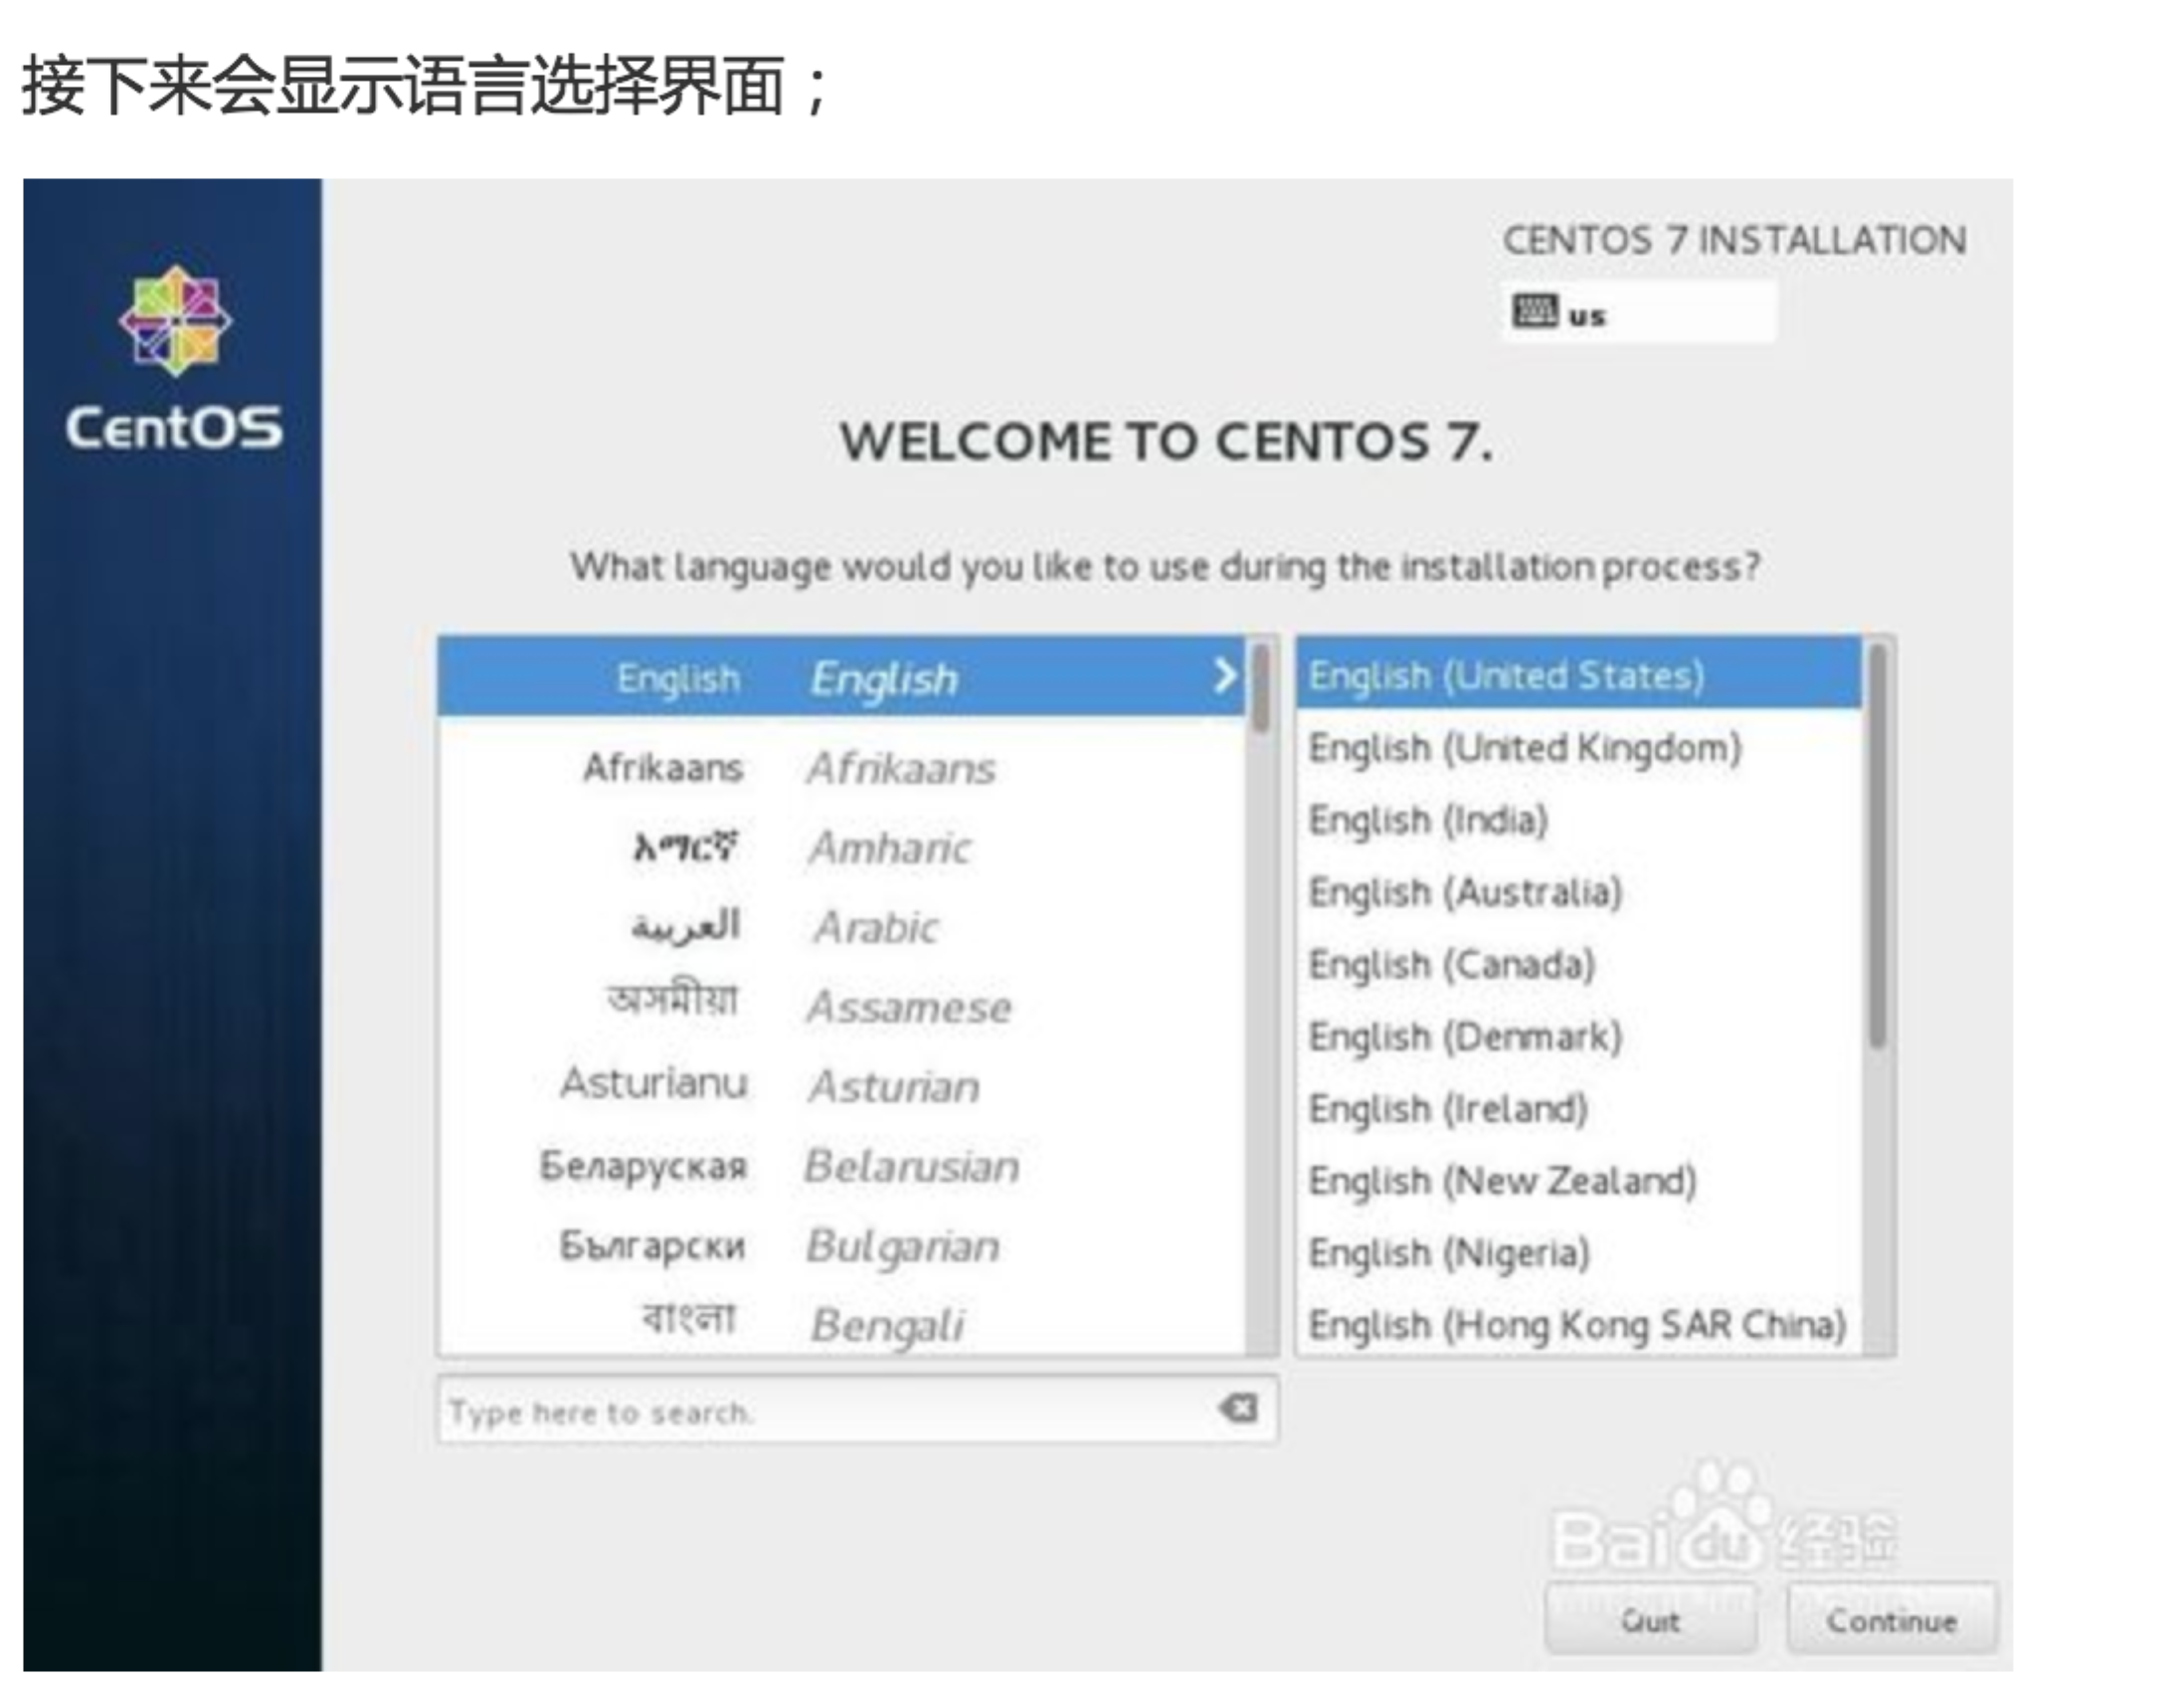 接下来会显示语言选择界面；
CentOS
CENTOS 7 INSTALLATION
us
WELCOME TO CENTOS 7.
What language would you like to use during the installation process?
English English
Afrikaans Afrikaans
አማርኛ Amharic
العربية Arabic
অসমীয়া Assamese
Asturianu Asturian
Беларуская Belarusian
Български Bulgarian
বাংলা Bengali
Type here to search.
English (United States)
English (United Kingdom)
English (India)
English (Australia)
English (Canada)
English (Denmark)
English (Ireland)
English (New Zealand)
English (Nigeria)
English (Hong Kong SAR China)
Baidu 经验
Quit
Continue